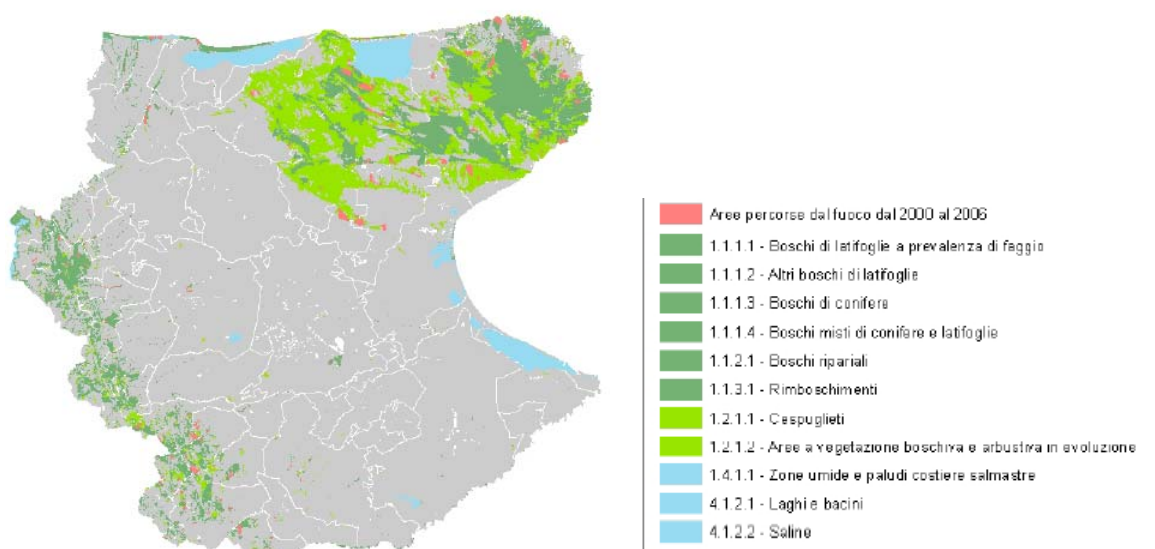 Aree percorse dal fuoco dal 2000 al 2006
1.1.1.1 - Boschi di latifoglie a prevalenza di faggio
1.1.1.2 - Altri boschi di latifoglie
1.1.1.3 - Boschi di conifere
1.1.1.4 - Boschi misti di conifere e latifoglie
1.1.2.1 - Boschi ripariali
1.1.3.1 - Rimboschimenti
1.2.1.1 - Cespuglieti
1.2.1.2 - Aree a vegetazione boschiva e arbustiva in evoluzione
1.4.1.1 - Zone umide e paludi costiere salmastre
4.1.2.1 - Laghi e bacini
4.1.2.2 - Saline